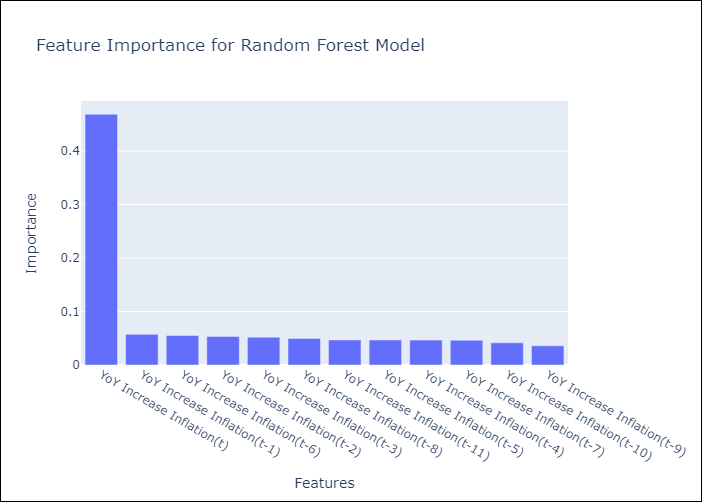 Feature Importance for Random Forest Model
Importance
0.4
0.3
0.2
0.1
0
YoY Increase Inflation(t)
YoY Increase Inflation(t-1)
YoY Increase Inflation(t-6)
YoY Increase Inflation(t-2)
YoY Increase Inflation(t-3)
YoY Increase Inflation(t-8)
YoY Increase Inflation(t-11)
YoY Increase Inflation(t-5)
YoY Increase Inflation(t-4)
YoY Increase Inflation(t-7)
YoY Increase Inflation(t-10)
YoY Increase Inflation(t-9)
Features